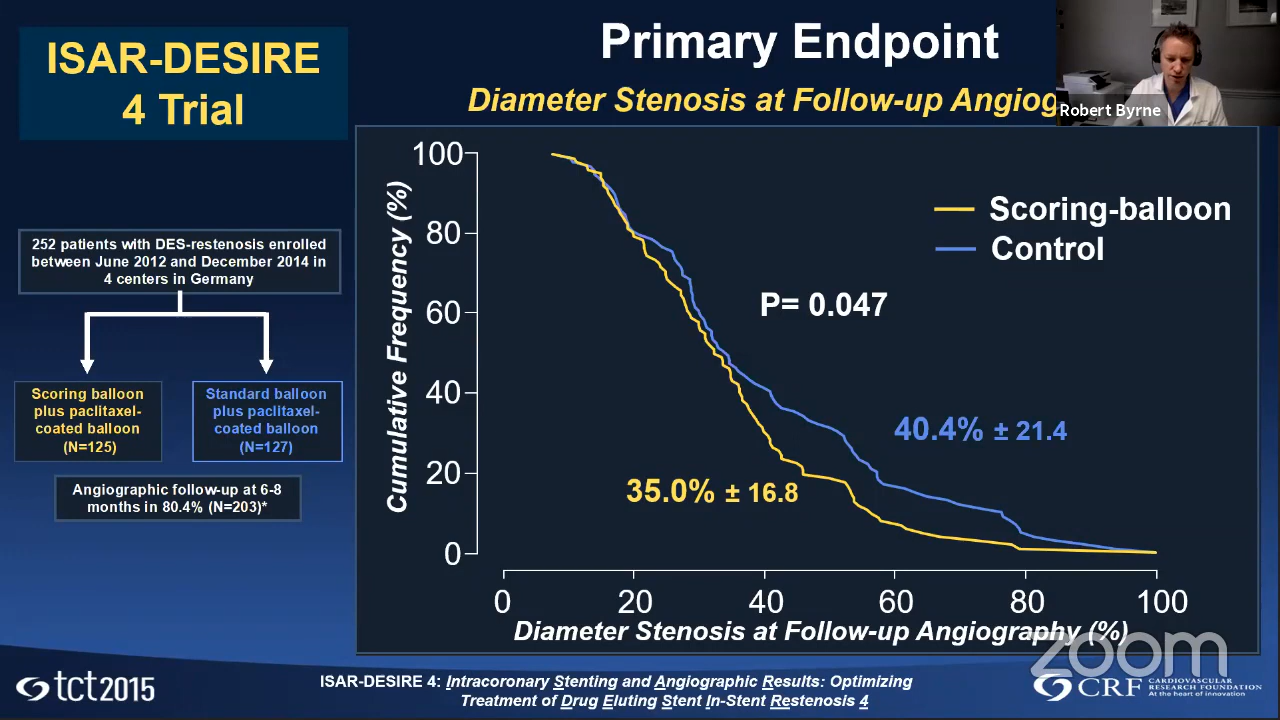 ISAR-DESIRE
4 Trial
Primary Endpoint
Diameter Stenosis at Follow-up Angiog
Robert Byrne
252 patients with DES-restenosis enrolled
between June 2012 and December 2014 in
4 centers in Germany
Scoring balloon
plus paclitaxel-
coated balloon
(N=125)
Standard balloon
plus paclitaxel-
coated balloon
(N=127)
Angiographic follow-up at 6-8
months in 80.4% (N=203)*
Cumulative Frequency (%)
100
80
60
40
20
0
Scoring-balloon
Control
P= 0.047
40.4% ± 21.4
35.0% ± 16.8
0 20 40 60 80 100
Diameter Stenosis at Follow-up Angiography (%)
zoom
tct2015
ISAR-DESIRE 4: Intracoronary Stenting and Angiographic Results: Optimizing
Treatment of Drug Eluting Stent In-Stent Restenosis 4
CRF
CARDIOVASCULAR
RESEARCH FOUNDATION
At the heart of innovation